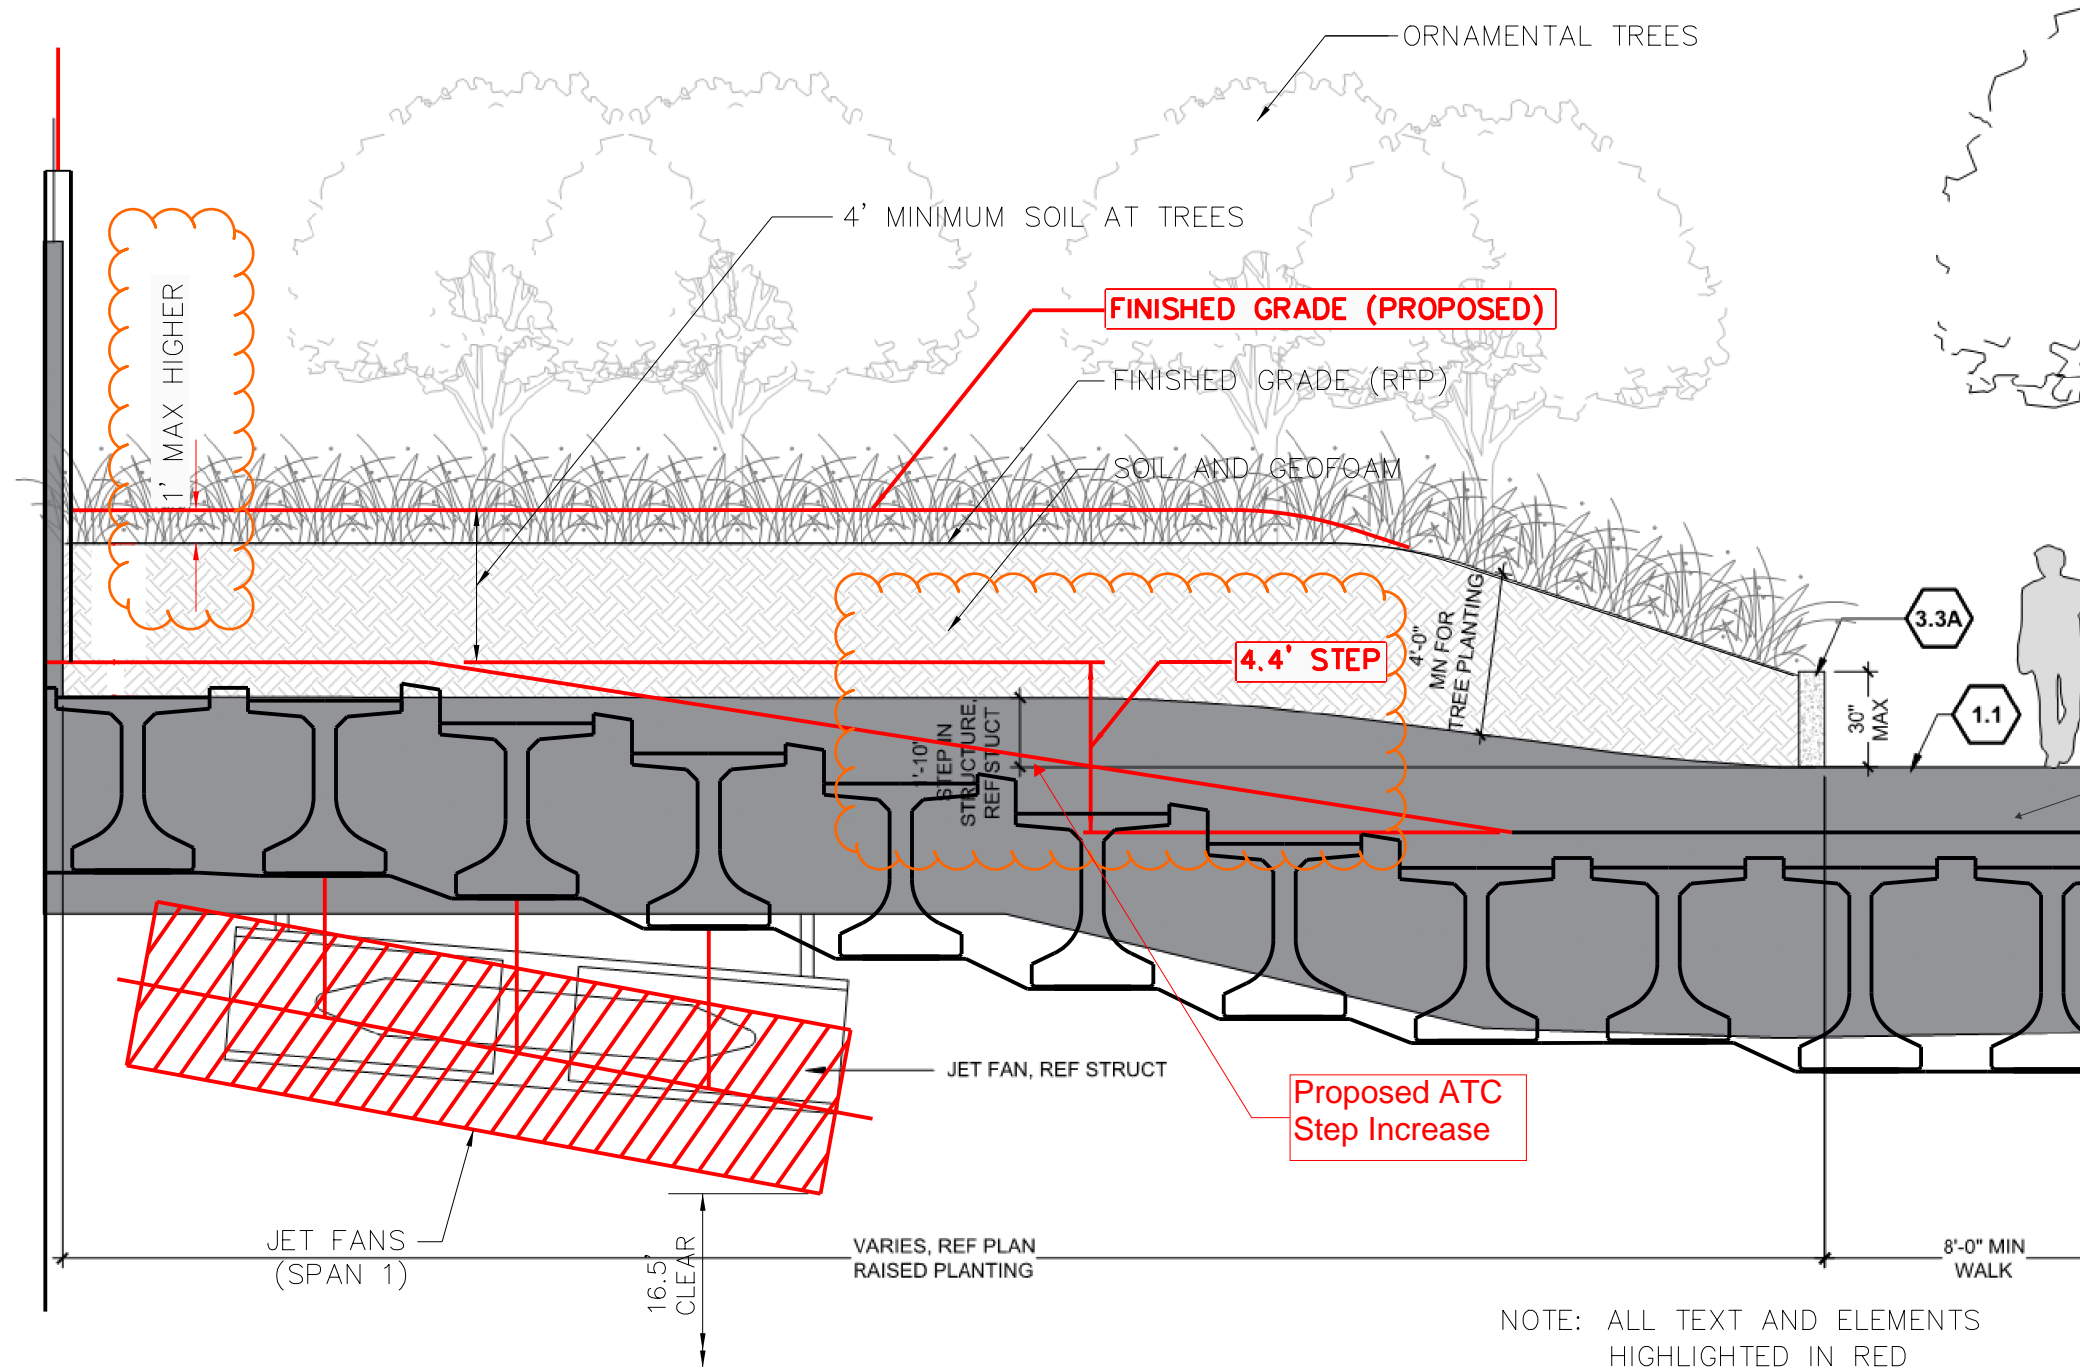 ORNAMENTAL TREES
4' MINIMUM SOIL AT TREES
1' MAX HIGHER
FINISHED GRADE (PROPOSED)
FINISHED GRADE (RFP)
SOIL AND GEOFOAM
4'-0"
MN FOR
TREE PLANTING
3.3A
4.4' STEP
30"
MAX
1.1
STEP IN
STRUCTURE,
REF STUCT
JET FAN, REF STRUCT
Proposed ATC
Step Increase
JET FANS
(SPAN 1)
16.5'
CLEAR
VARIES, REF PLAN
RAISED PLANTING
8'-0" MIN
WALK
NOTE: ALL TEXT AND ELEMENTS
HIGHLIGHTED IN RED